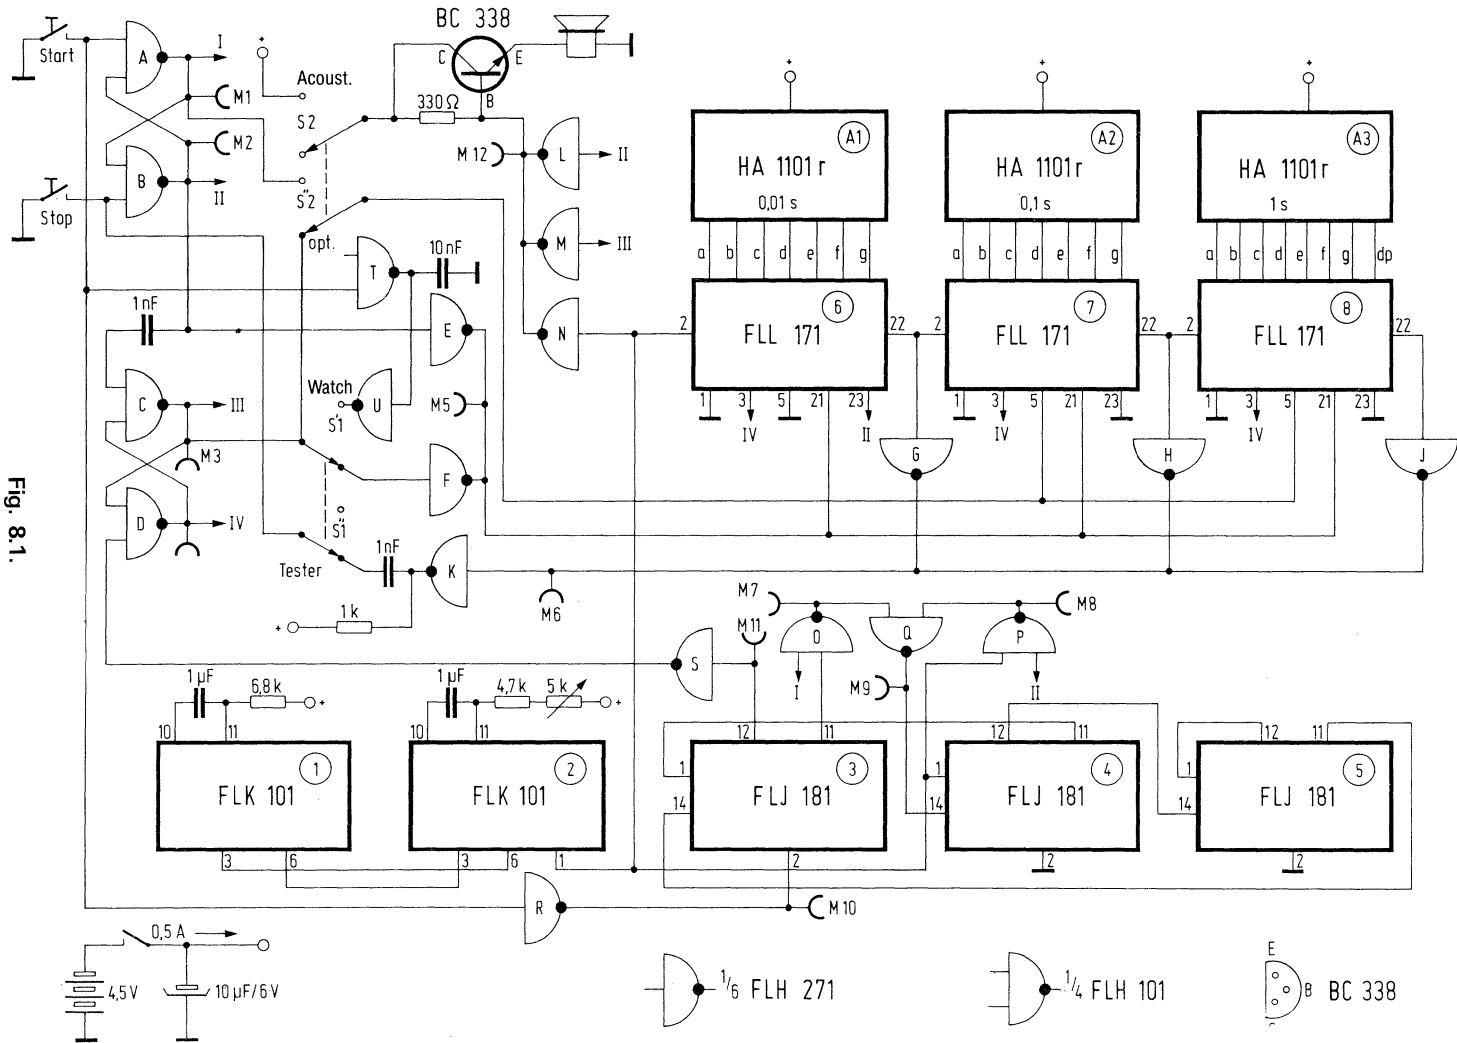 BC 338
Start
A
I
+
Acoust.
C
E
M1
S2
330Ω
B
M2
B
II
S"2
M 12
L
II
Stop
opt.
T
10 nF
M
III
1 nF
E
N
Watch
U
S'1
M5
C
III
M3
F
D
IV
S"1
1 nF
Tester
K
1 k
+
M6
+
+
+
A1
A2
A3
HA 1101 r
HA 1101 r
HA 1101 r
0,01 s
0,1 s
1 s
a b c d e f g
a b c d e f g
a b c d e f g dp
6
7
8
2
FLL 171
22
2
FLL 171
22
2
FLL 171
22
1 3 5 21 23
1 3 5 21 23
1 3 5 21 23
IV
II
IV
IV
G
H
J
Fig. 8.1.
M7
M11
O
Q
P
M8
S
M9
I
II
1 µF
6,8 k
+
1 µF
4,7 k
5 k
+
10
11
10
11
12
11
12
11
12
11
1
2
3
4
5
1
1
1
FLK 101
FLK 101
FLJ 181
FLJ 181
FLJ 181
14
14
14
3
6
3
6
1
2
2
2
R
M 10
0,5 A
4,5 V
10 µF/6 V
1/6 FLH 271
1/4 FLH 101
E
B
BC 338